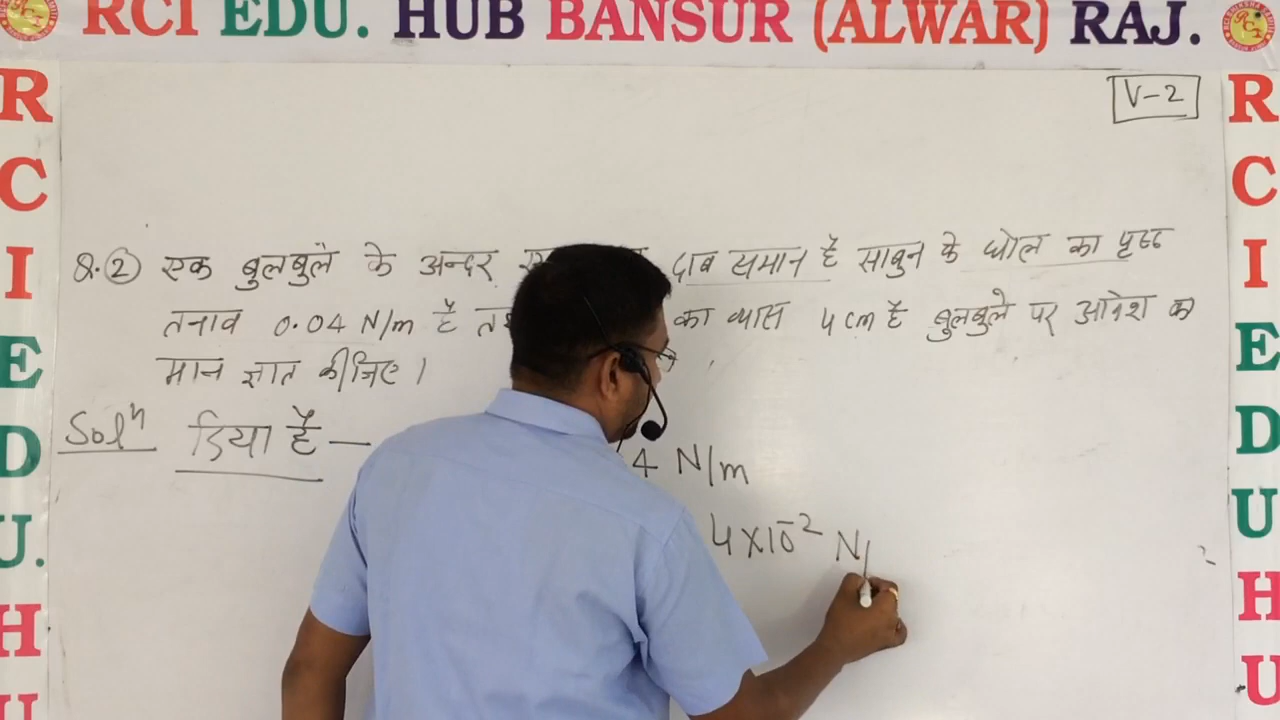 RCI EDU. HUB BANSUR (ALWAR) RAJ.
R
C
I
E
D
U.
H
U
V-2
Q.2 एक बुलबुले के अन्दर दाब समान है साबुन के घोल का पृष्ठ
तनाव 0.04 N/m है का व्यास 4 cm है बुलबुले पर आवेश का
मान ज्ञात कीजिए ।
Solⁿ दिया है — 4 N/m
4×10⁻² N/
R
C
I
E
D
U
H
U